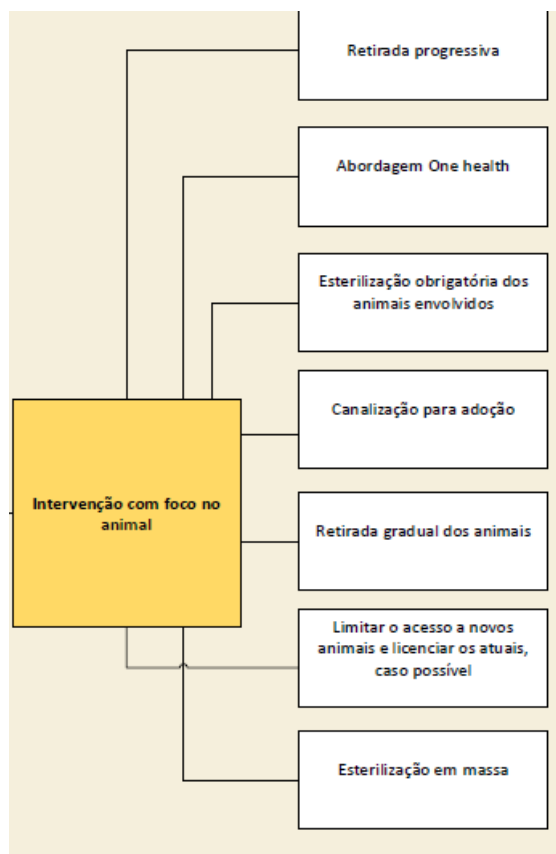 Retirada progressiva
Abordagem One health
Esterilização obrigatória dos
animais envolvidos
Canalização para adoção
Intervenção com foco no
animal
Retirada gradual dos animais
Limitar o acesso a novos
animais e licenciar os atuais,
caso possível
Esterilização em massa